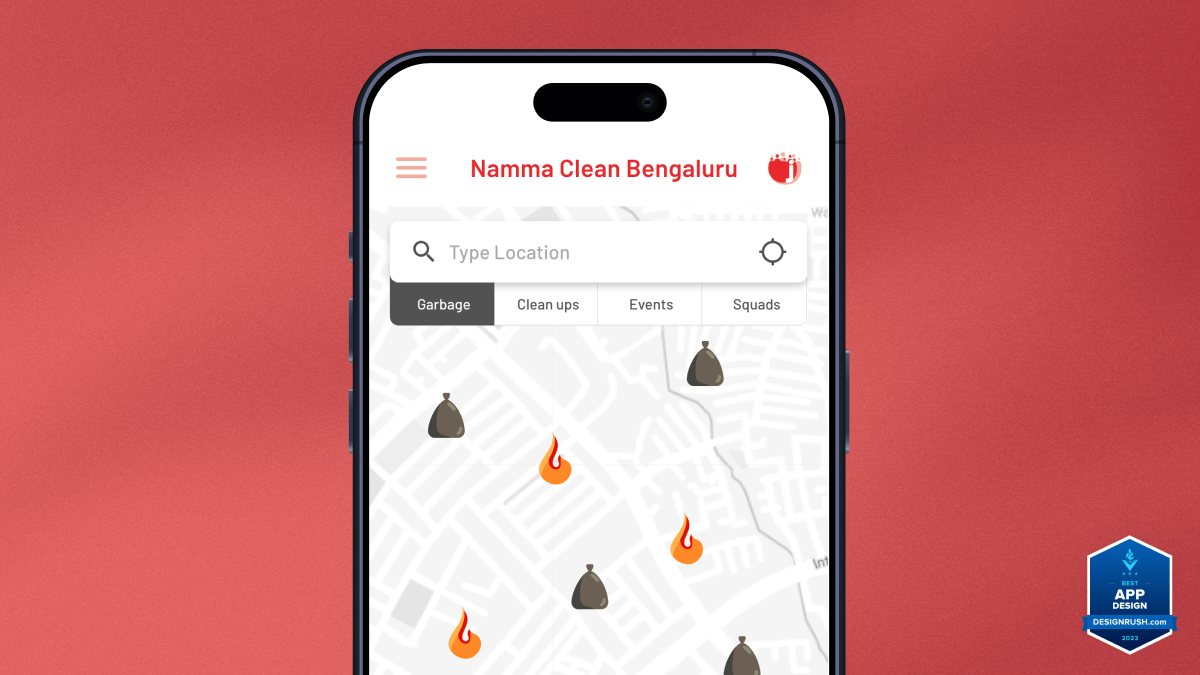 Namma Clean Bengaluru
j
Wa
Type Location
Garbage
Clean ups
Events
Squads
Int
BEST
APP
DESIGN
DESIGNRUSH.com
2023